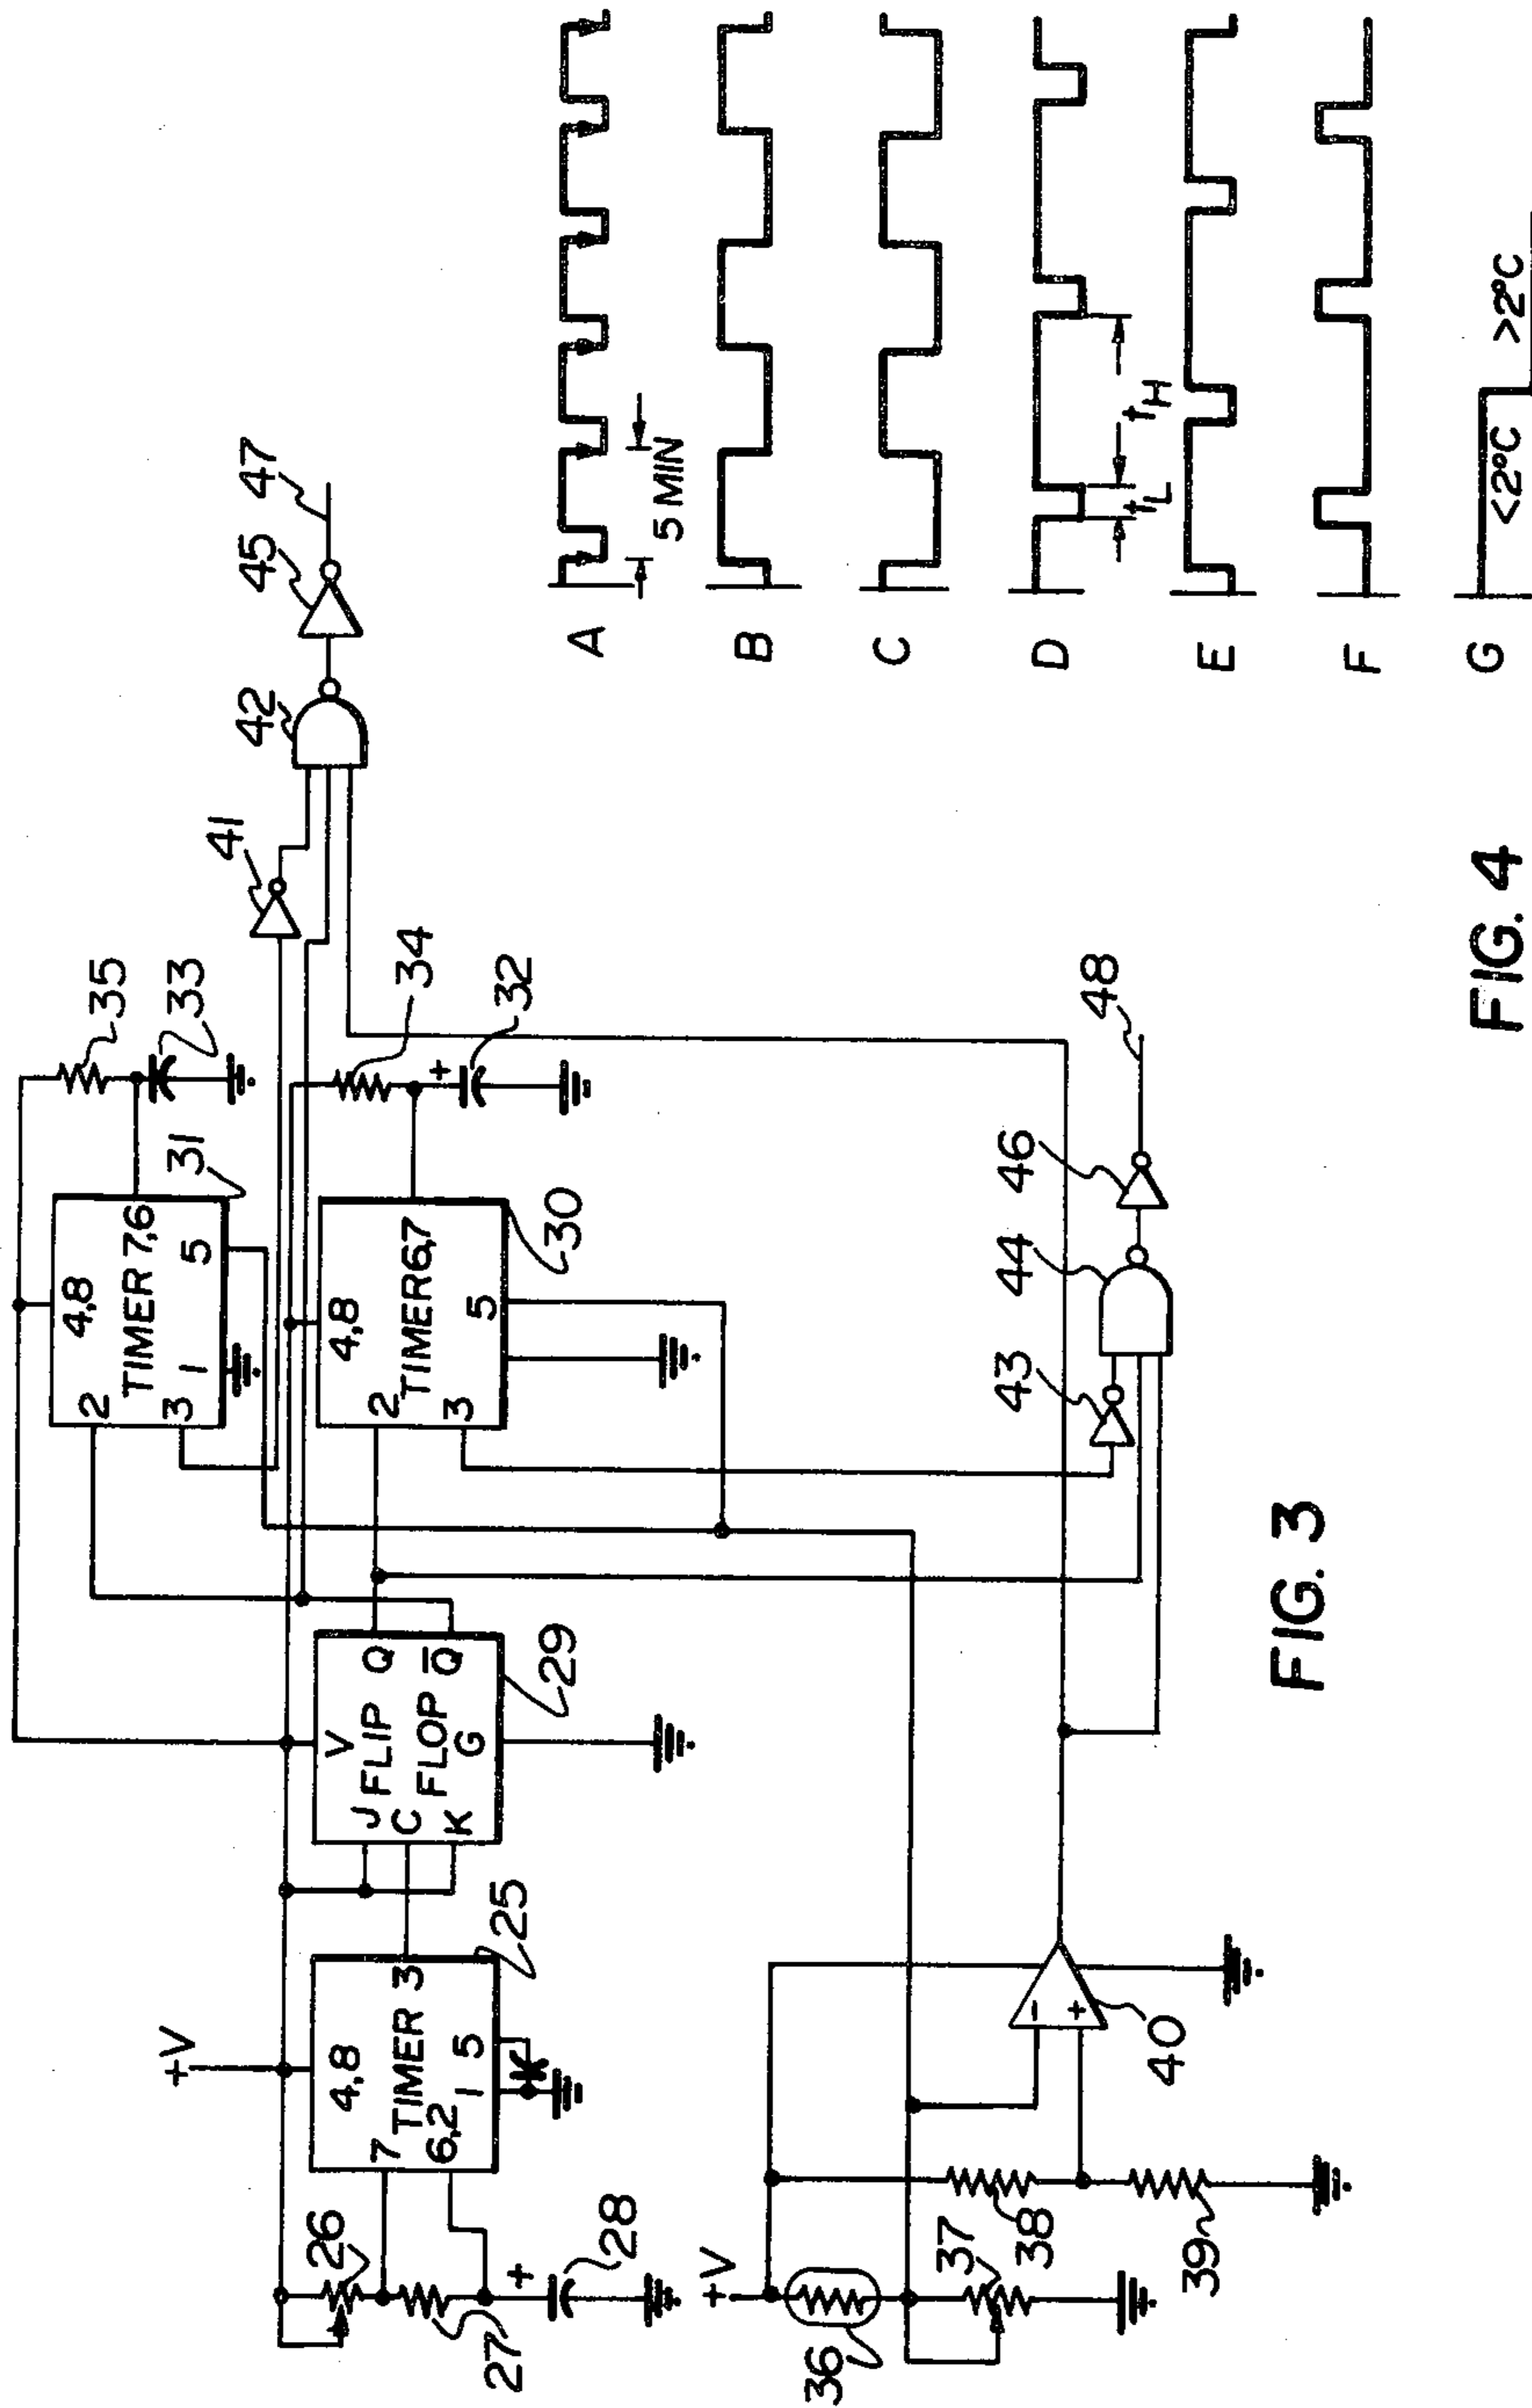 +V
26
27
28
7
4,8
TIMER 3
6,2
1 5
25
J
C
K
V
FLIP Q
FLOP Q̅
G
29
2
4,8
TIMER 7,6
3 1 5
31
35
33
2
4,8
TIMER 6,7
3
5
30
34
+
32
41
42
45
47
+
+V
36
37
38
39
−
+
40
43
44
46
48
FIG. 3
A
5 MIN
B
C
D
tL
tH
E
F
G
<2°C >2°C
FIG. 4